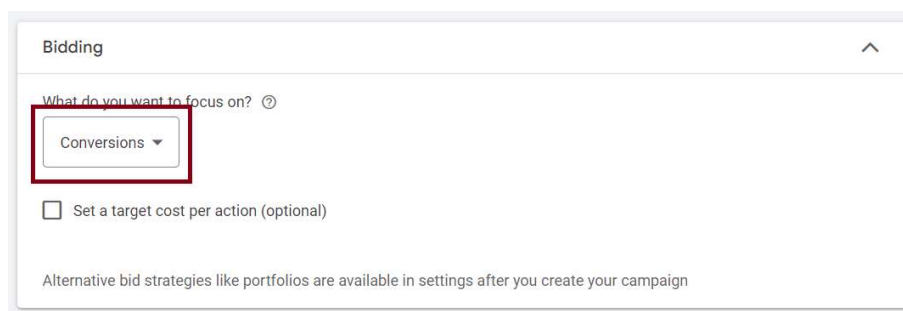 Bidding
What do you want to focus on?
Conversions
Set a target cost per action (optional)
Alternative bid strategies like portfolios are available in settings after you create your campaign